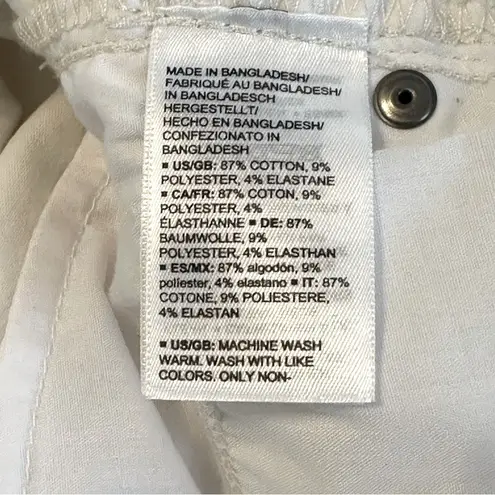 MADE IN BANGLADESH/
FABRIQUÉ AU BANGLADESH/
IN BANGLADESCH
HERGESTELLT/
HECHO EN BANGLADESH/
CONFEZIONATO IN
BANGLADESH
▪ US/GB: 87% COTTON, 9%
POLYESTER, 4% ELASTANE
▪ CA/FR: 87% COTON, 9%
POLYESTER, 4%
ÉLASTHANNE ▪ DE: 87%
BAUMWOLLE, 9%
POLYESTER, 4% ELASTHAN
▪ ES/MX: 87% algodón, 9%
poliester, 4% elastano ▪ IT: 87%
COTONE, 9% POLIESTERE,
4% ELASTAN
▪ US/GB: MACHINE WASH
WARM. WASH WITH LIKE
COLORS. ONLY NON-